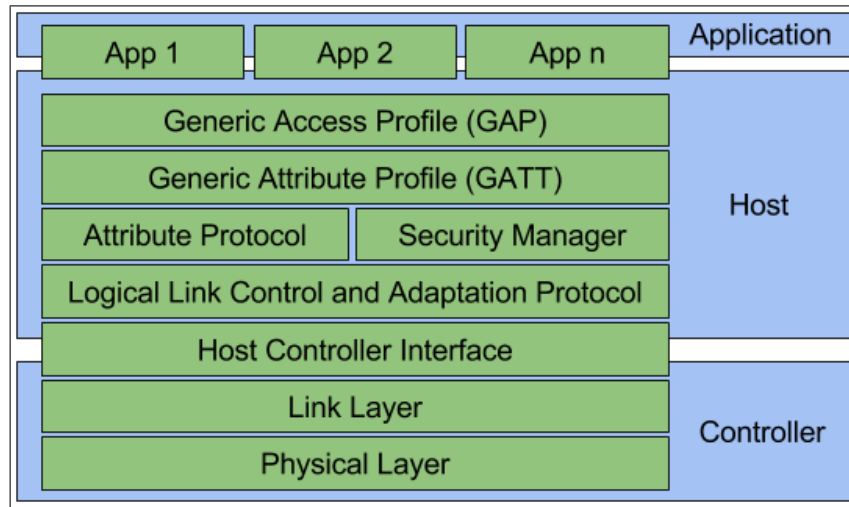 Application
App 1
App 2
App n
Generic Access Profile (GAP)
Generic Attribute Profile (GATT)
Host
Attribute Protocol
Security Manager
Logical Link Control and Adaptation Protocol
Host Controller Interface
Link Layer
Controller
Physical Layer